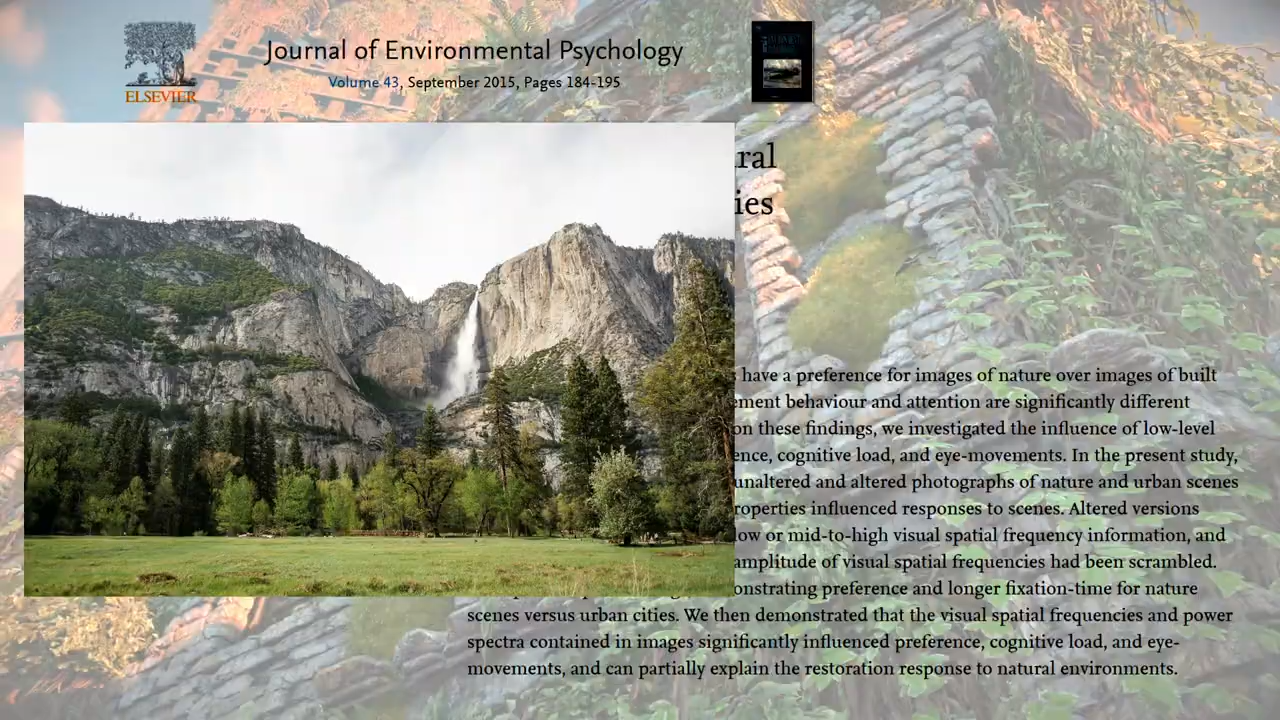 Journal of Environmental Psychology
Volume 43, September 2015, Pages 184-195
ELSEVIER
ral
ies
have a preference for images of nature over images of built
ement behaviour and attention are significantly different
on these findings, we investigated the influence of low-level
ence, cognitive load, and eye-movements. In the present study,
unaltered and altered photographs of nature and urban scenes
roperties influenced responses to scenes. Altered versions
low or mid-to-high visual spatial frequency information, and
amplitude of visual spatial frequencies had been scrambled.
onstrating preference and longer fixation-time for nature
scenes versus urban cities. We then demonstrated that the visual spatial frequencies and power
spectra contained in images significantly influenced preference, cognitive load, and eye-
movements, and can partially explain the restoration response to natural environments.